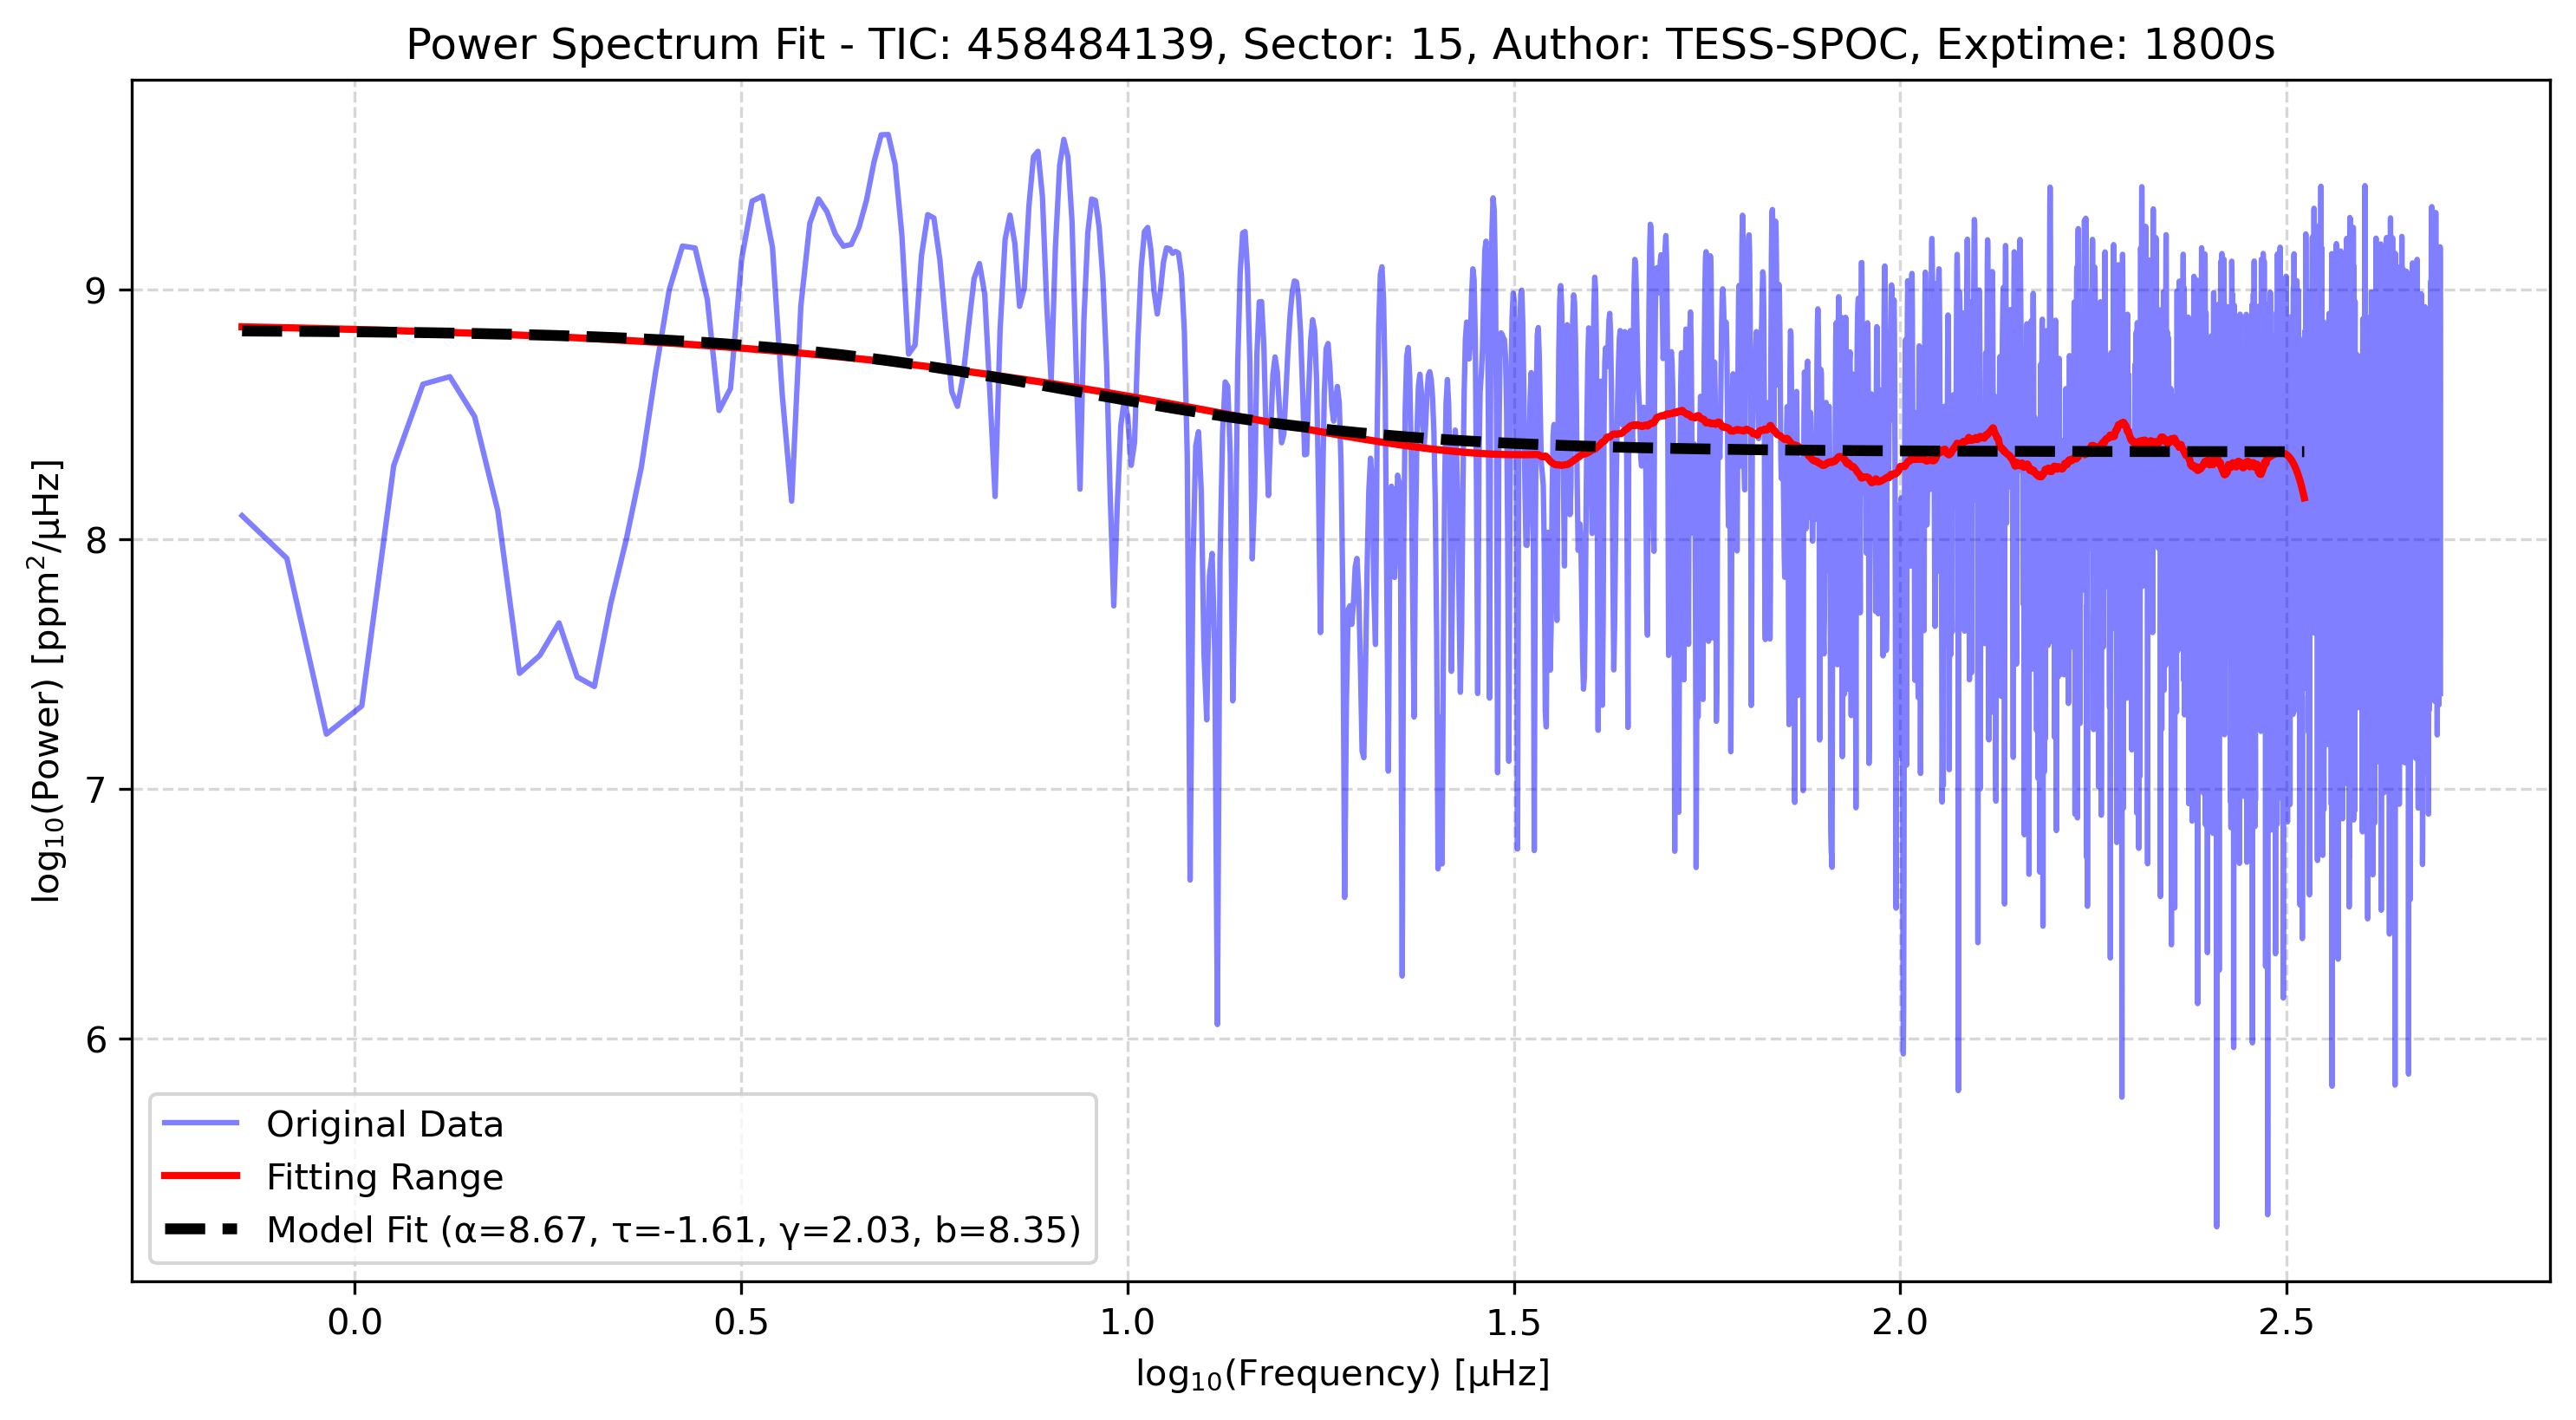 Power Spectrum Fit - TIC: 458484139, Sector: 15, Author: TESS-SPOC, Exptime: 1800s
log₁₀(Power) [ppm²/μHz]
9
8
7
6
Original Data
Fitting Range
Model Fit (α=8.67, τ=-1.61, γ=2.03, b=8.35)
0.0 0.5 1.0 1.5 2.0 2.5
log₁₀(Frequency) [μHz]